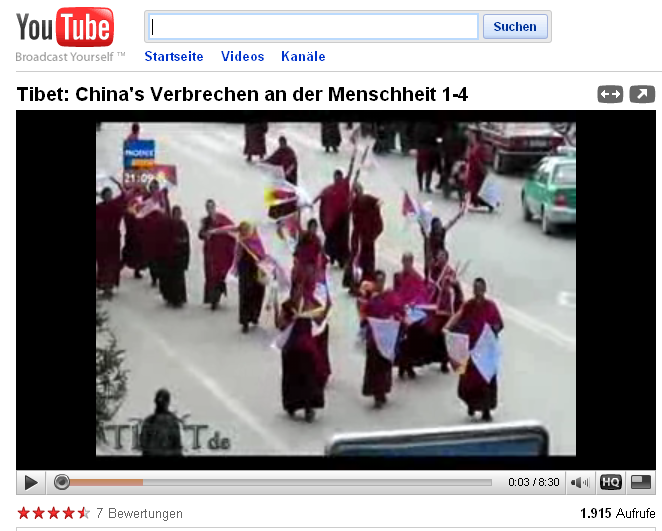 YouTube
Suchen
Broadcast Yourself ™
Startseite Videos Kanäle
Tibet: China's Verbrechen an der Menschheit 1-4
PHOENIX
21:09
de
0:03 / 8:30
HQ
7 Bewertungen
1.915 Aufrufe